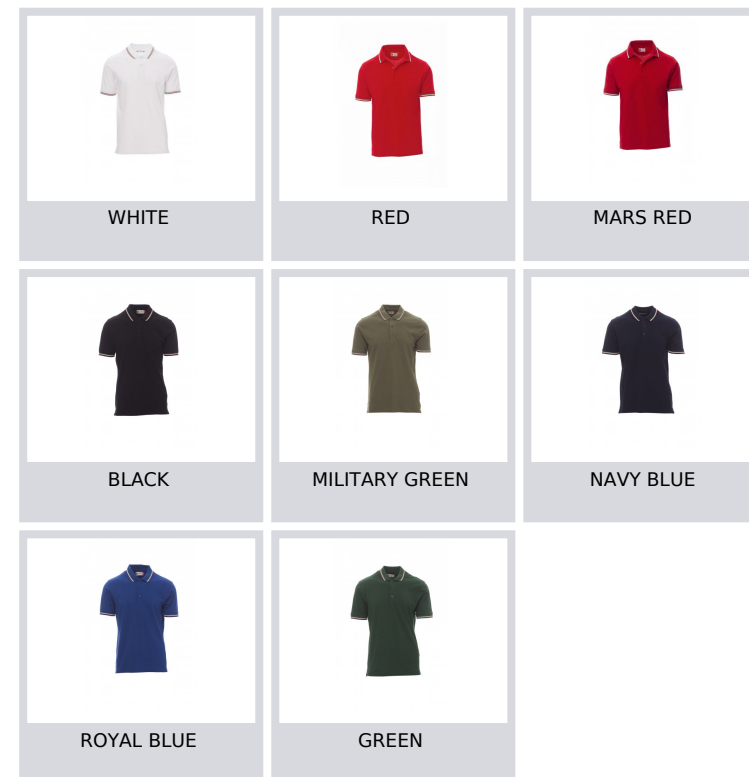 WHITE
RED
MARS RED
BLACK
MILITARY GREEN
NAVY BLUE
ROYAL BLUE
GREEN